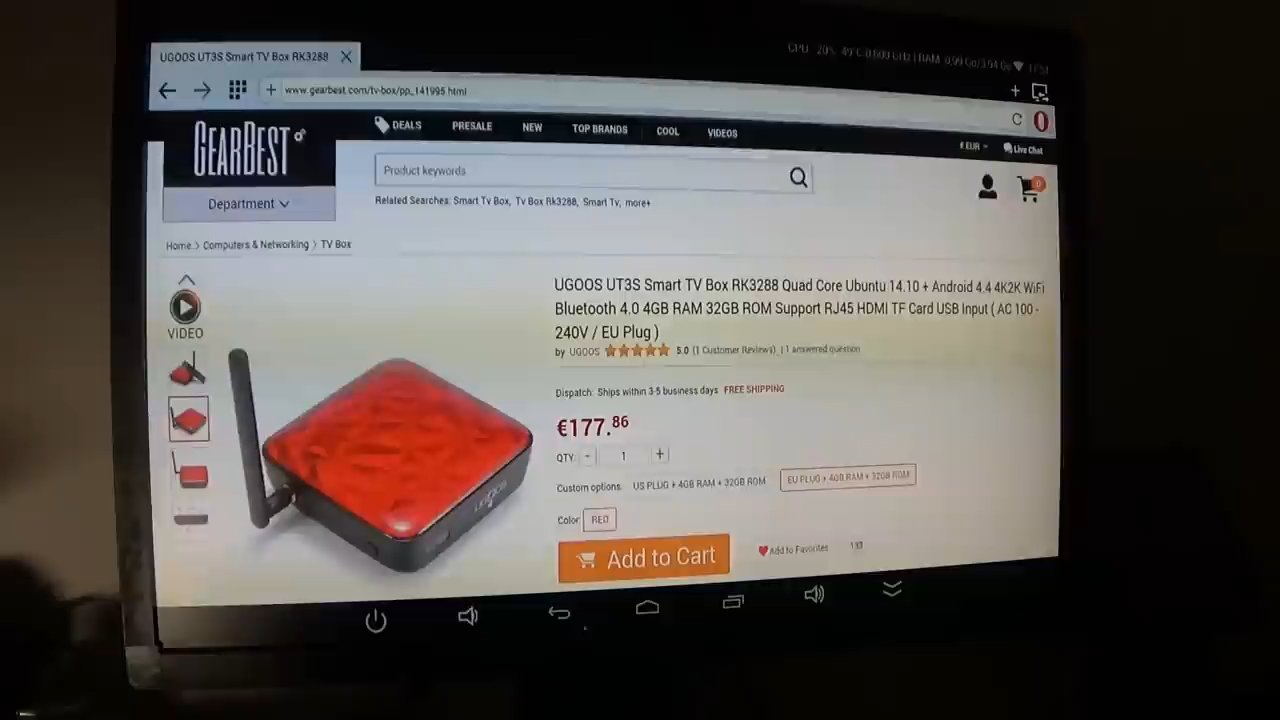 UGOOS UT3S Smart TV Box RK3288
www.gearbest.com/tv-box/pp_141995.html
GEARBEST
DEALS PRESALE NEW TOP BRANDS COOL VIDEOS
€ EUR Live Chat
Product keywords
0
Department
Related Searches: Smart Tv Box, Tv Box Rk3288, Smart Tv, more+
Home > Computers & Networking > TV Box
VIDEO
UGOOS UT3S Smart TV Box RK3288 Quad Core Ubuntu 14.10 + Android 4.4 4K2K WiFi
Bluetooth 4.0 4GB RAM 32GB ROM Support RJ45 HDMI TF Card USB Input ( AC 100 -
240V / EU Plug )
by UGOOS 5.0 (1 Customer Reviews) | 1 answered question
Dispatch: Ships within 3-5 business days FREE SHIPPING
€177.86
QTY: - 1 +
Custom options: US PLUG + 4GB RAM + 32GB ROM EU PLUG + 4GB RAM + 32GB ROM
Color: RED
Add to Cart Add to Favorites
UGOOS